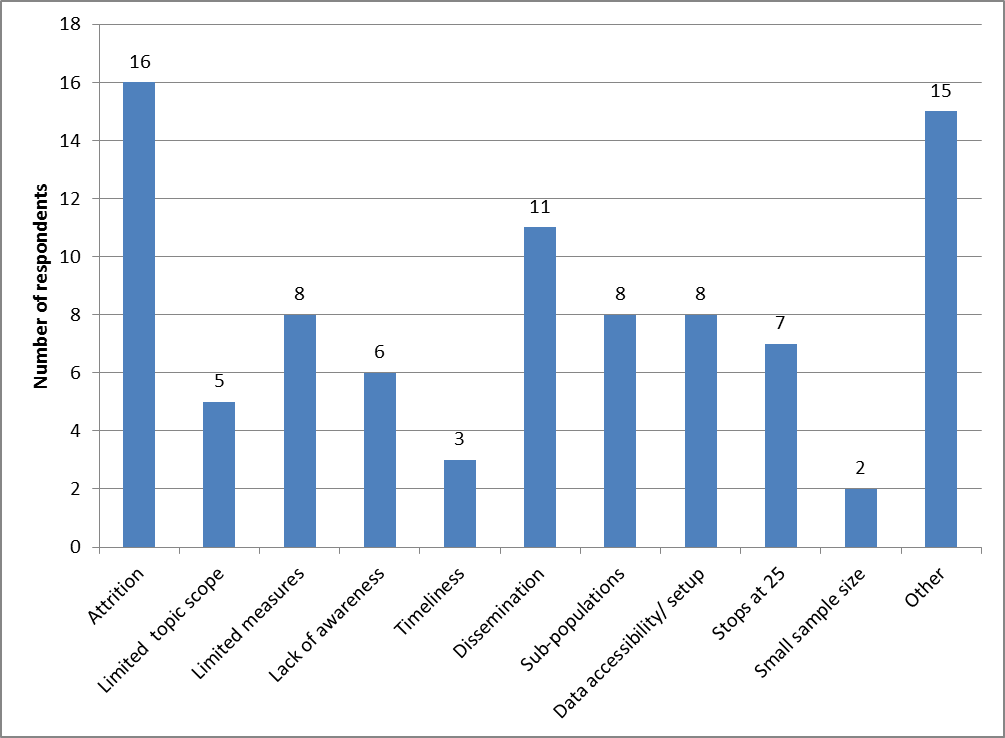 Number of respondents
18
16
14
12
10
8
6
4
2
0
16
5
8
6
3
11
8
8
7
2
15
Attrition
Limited  topic scope
Limited measures
Lack of awareness
Timeliness
Dissemination
Sub-populations
Data accessibility/ setup
Stops at 25
Small sample size
Other